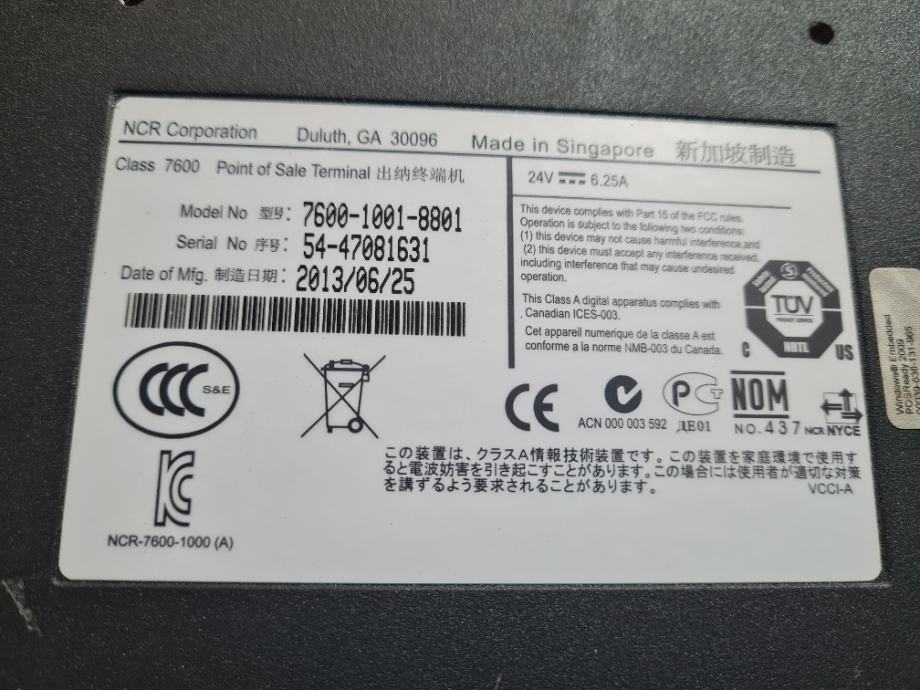 NCR Corporation Duluth, GA 30096 Made in Singapore 新加坡制造
Class 7600 Point of Sale Terminal 出纳终端机
Model No 型号: 7600-1001-8801
Serial No 序号: 54-47081631
Date of Mfg. 制造日期: 2013/06/25
24V 6.25A
This device complies with Part 15 of the FCC rules.
Operation is subject to the following two conditions:
(1) this device may not cause harmful interference, and
(2) this device must accept any interference received,
including interference that may cause undesired
operation.
This Class A digital apparatus complies with
Canadian ICES-003.
Cet appareil numerique de la classe A est
conforme a la norme NMB-003 du Canada.
TÜV
PRODUCT SERVICE
C NRTL US
CCC S&E
CE
ACN 000 003 592
ДЕ01
NOM
NO.437
NCR NYCE
この装置は、クラスA情報技術装置です。この装置を家庭環境で使用す
ると電波妨害を引き起こすことがあります。この場合には使用者が適切な対策
を講ずるよう要求されることがあります。
VCCI-A
NCR-7600-1000 (A)
Windows® Embedded
POSReady 2009